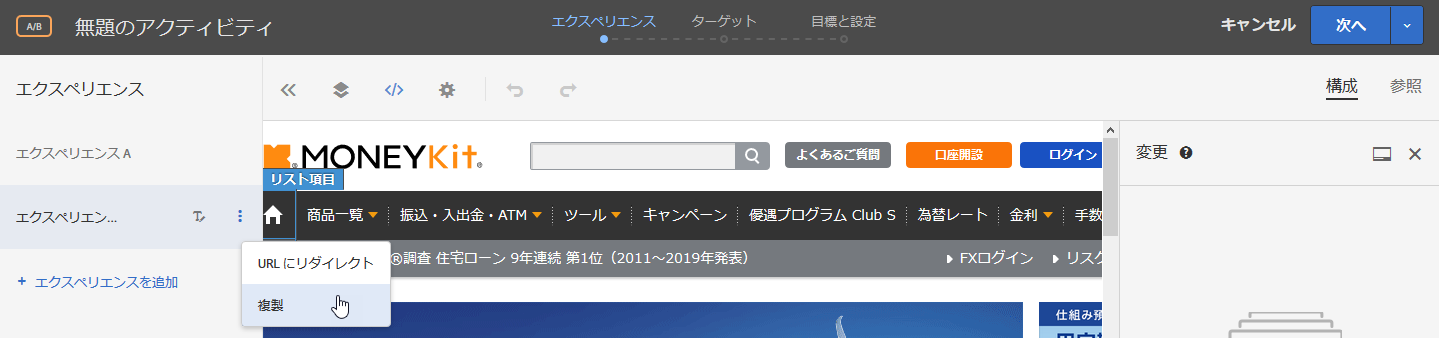 A/B 無題のアクティビティ エクスペリエンス ターゲット 目標と設定 キャンセル 次へ
エクスペリエンス 構成 参照
エクスペリエンス A
MONEYKit よくあるご質問 口座開設 ログイン 変更
リスト項目
エクスペリエン... 商品一覧 振込・入出金・ATM ツール キャンペーン 優遇プログラム Club S 為替レート 金利 手数
URL にリダイレクト ®調査 住宅ローン 9年連続 第1位（2011～2019年発表） FXログイン リスク
+ エクスペリエンスを追加
複製
仕組み預